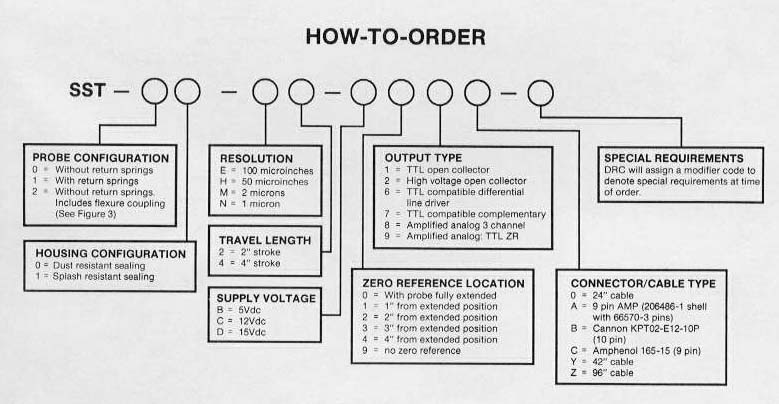 HOW-TO-ORDER
SST – ○○ – ○○ – ○○○○ – ○
PROBE CONFIGURATION
0 = Without return springs
1 = With return springs
2 = Without return springs.
Includes flexure coupling
(See Figure 3)
HOUSING CONFIGURATION
0 = Dust resistant sealing
1 = Splash resistant sealing
RESOLUTION
E = 100 microinches
H = 50 microinches
M = 2 microns
N = 1 micron
TRAVEL LENGTH
2 = 2" stroke
4 = 4" stroke
SUPPLY VOLTAGE
B = 5Vdc
C = 12Vdc
D = 15Vdc
OUTPUT TYPE
1 = TTL open collector
2 = High voltage open collector
6 = TTL compatible differential
line driver
7 = TTL compatible complementary
8 = Amplified analog 3 channel
9 = Amplified analog: TTL ZR
ZERO REFERENCE LOCATION
0 = With probe fully extended
1 = 1" from extended position
2 = 2" from extended position
3 = 3" from extended position
4 = 4" from extended position
9 = no zero reference
SPECIAL REQUIREMENTS
DRC will assign a modifier code to
denote special requirements at time
of order.
CONNECTOR/CABLE TYPE
0 = 24" cable
A = 9 pin AMP (206486-1 shell
with 66570-3 pins)
B = Cannon KPT02-E12-10P
(10 pin)
C = Amphenol 165-15 (9 pin)
Y = 42" cable
Z = 96" cable